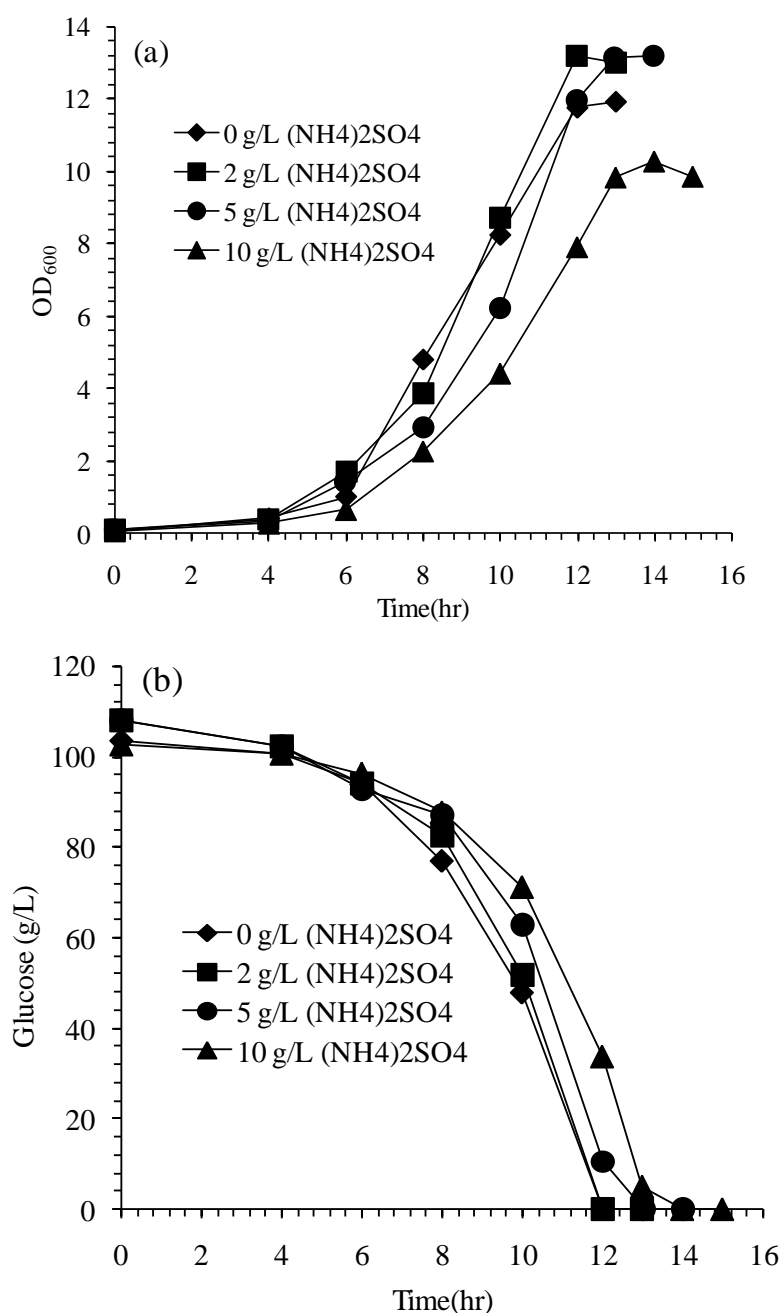 (a)
14
12
10
8
6
4
2
0
OD600
0 g/L (NH4)2SO4
2 g/L (NH4)2SO4
5 g/L (NH4)2SO4
10 g/L (NH4)2SO4
0 2 4 6 8 10 12 14 16
Time(hr)
(b)
120
100
80
60
40
20
0
Glucose (g/L)
0 g/L (NH4)2SO4
2 g/L (NH4)2SO4
5 g/L (NH4)2SO4
10 g/L (NH4)2SO4
0 2 4 6 8 10 12 14 16
Time(hr)